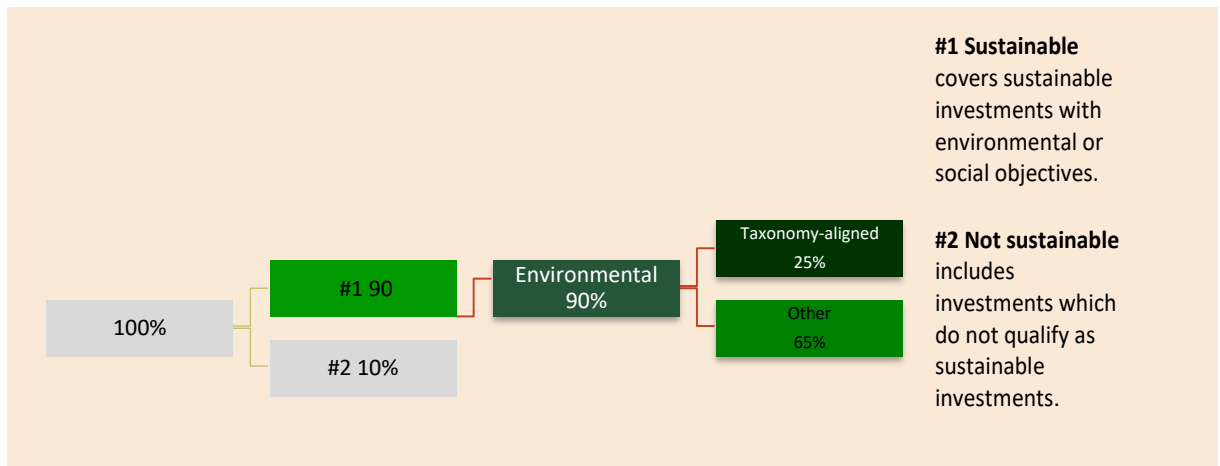 #1 Sustainable
covers sustainable
investments with
environmental or
social objectives.
#2 Not sustainable
includes
investments which
do not qualify as
sustainable
investments.
100%
#1 90
#2 10%
Environmental
90%
Taxonomy-aligned
25%
Other
65%